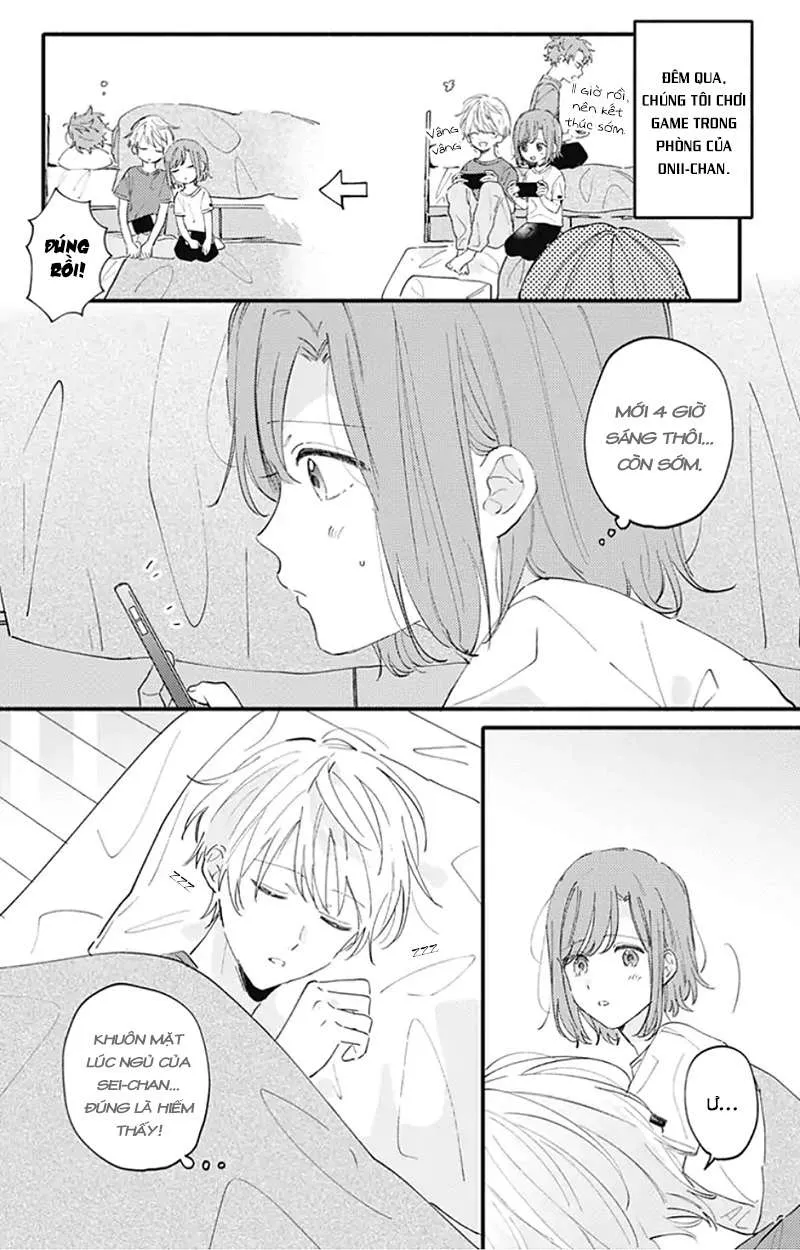 ĐÊM QUA,
CHÚNG TÔI CHƠI
GAME TRONG
PHÒNG CỦA
ONII-CHAN.
11 Giờ rồi,
nên kết
thúc sớm.
Vâng
vâng
ĐÚNG
RỒI!
MỚI 4 GIỜ
SÁNG THÔI...
CÒN SỚM.
Ư...
ZZZ
ZZZ
KHUÔN MẶT
LÚC NGỦ CỦA
SEI-CHAN...
ĐÚNG LÀ HIẾM
THẤY!